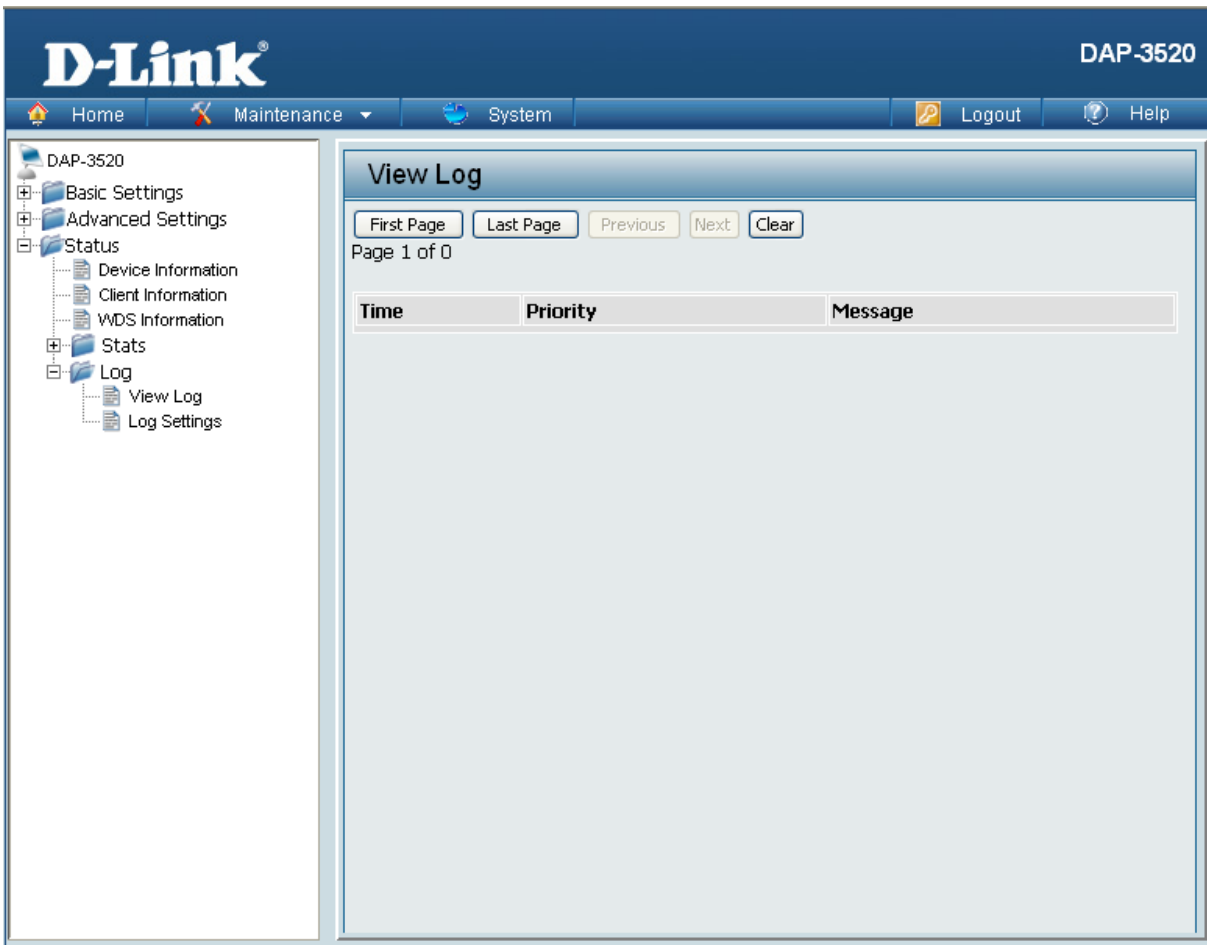 D-Link®
DAP-3520
Home Maintenance System Logout Help
DAP-3520
Basic Settings
Advanced Settings
Status
Device Information
Client Information
WDS Information
Stats
Log
View Log
Log Settings
View Log
First Page Last Page Previous Next Clear
Page 1 of 0
Time Priority Message